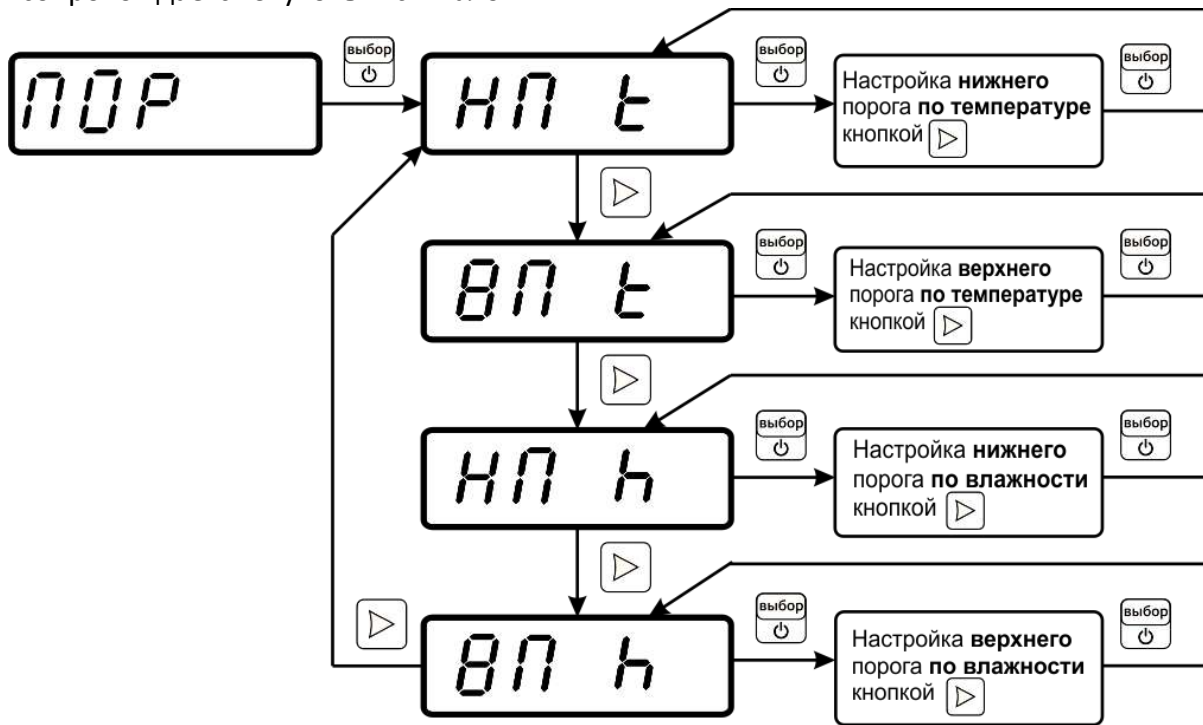 выбор
выбор
выбор
ПОР
НП t
Настройка нижнего
порога по температуре
кнопкой
выбор
выбор
ВП t
Настройка верхнего
порога по температуре
кнопкой
выбор
выбор
НП h
Настройка нижнего
порога по влажности
кнопкой
выбор
выбор
ВП h
Настройка верхнего
порога по влажности
кнопкой